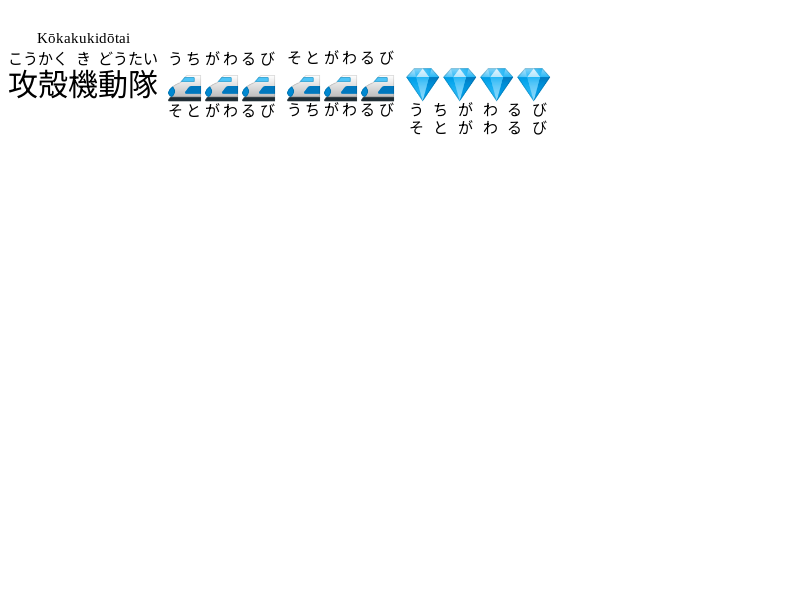 Kōkakukidōtai
こうかく き どうたい うちがわるび そとがわるび
攻殻機動隊 🚄🚄🚄 🚄🚄🚄 💎💎💎💎
そとがわるび うちがわるび うちがわるび
そとがわるび